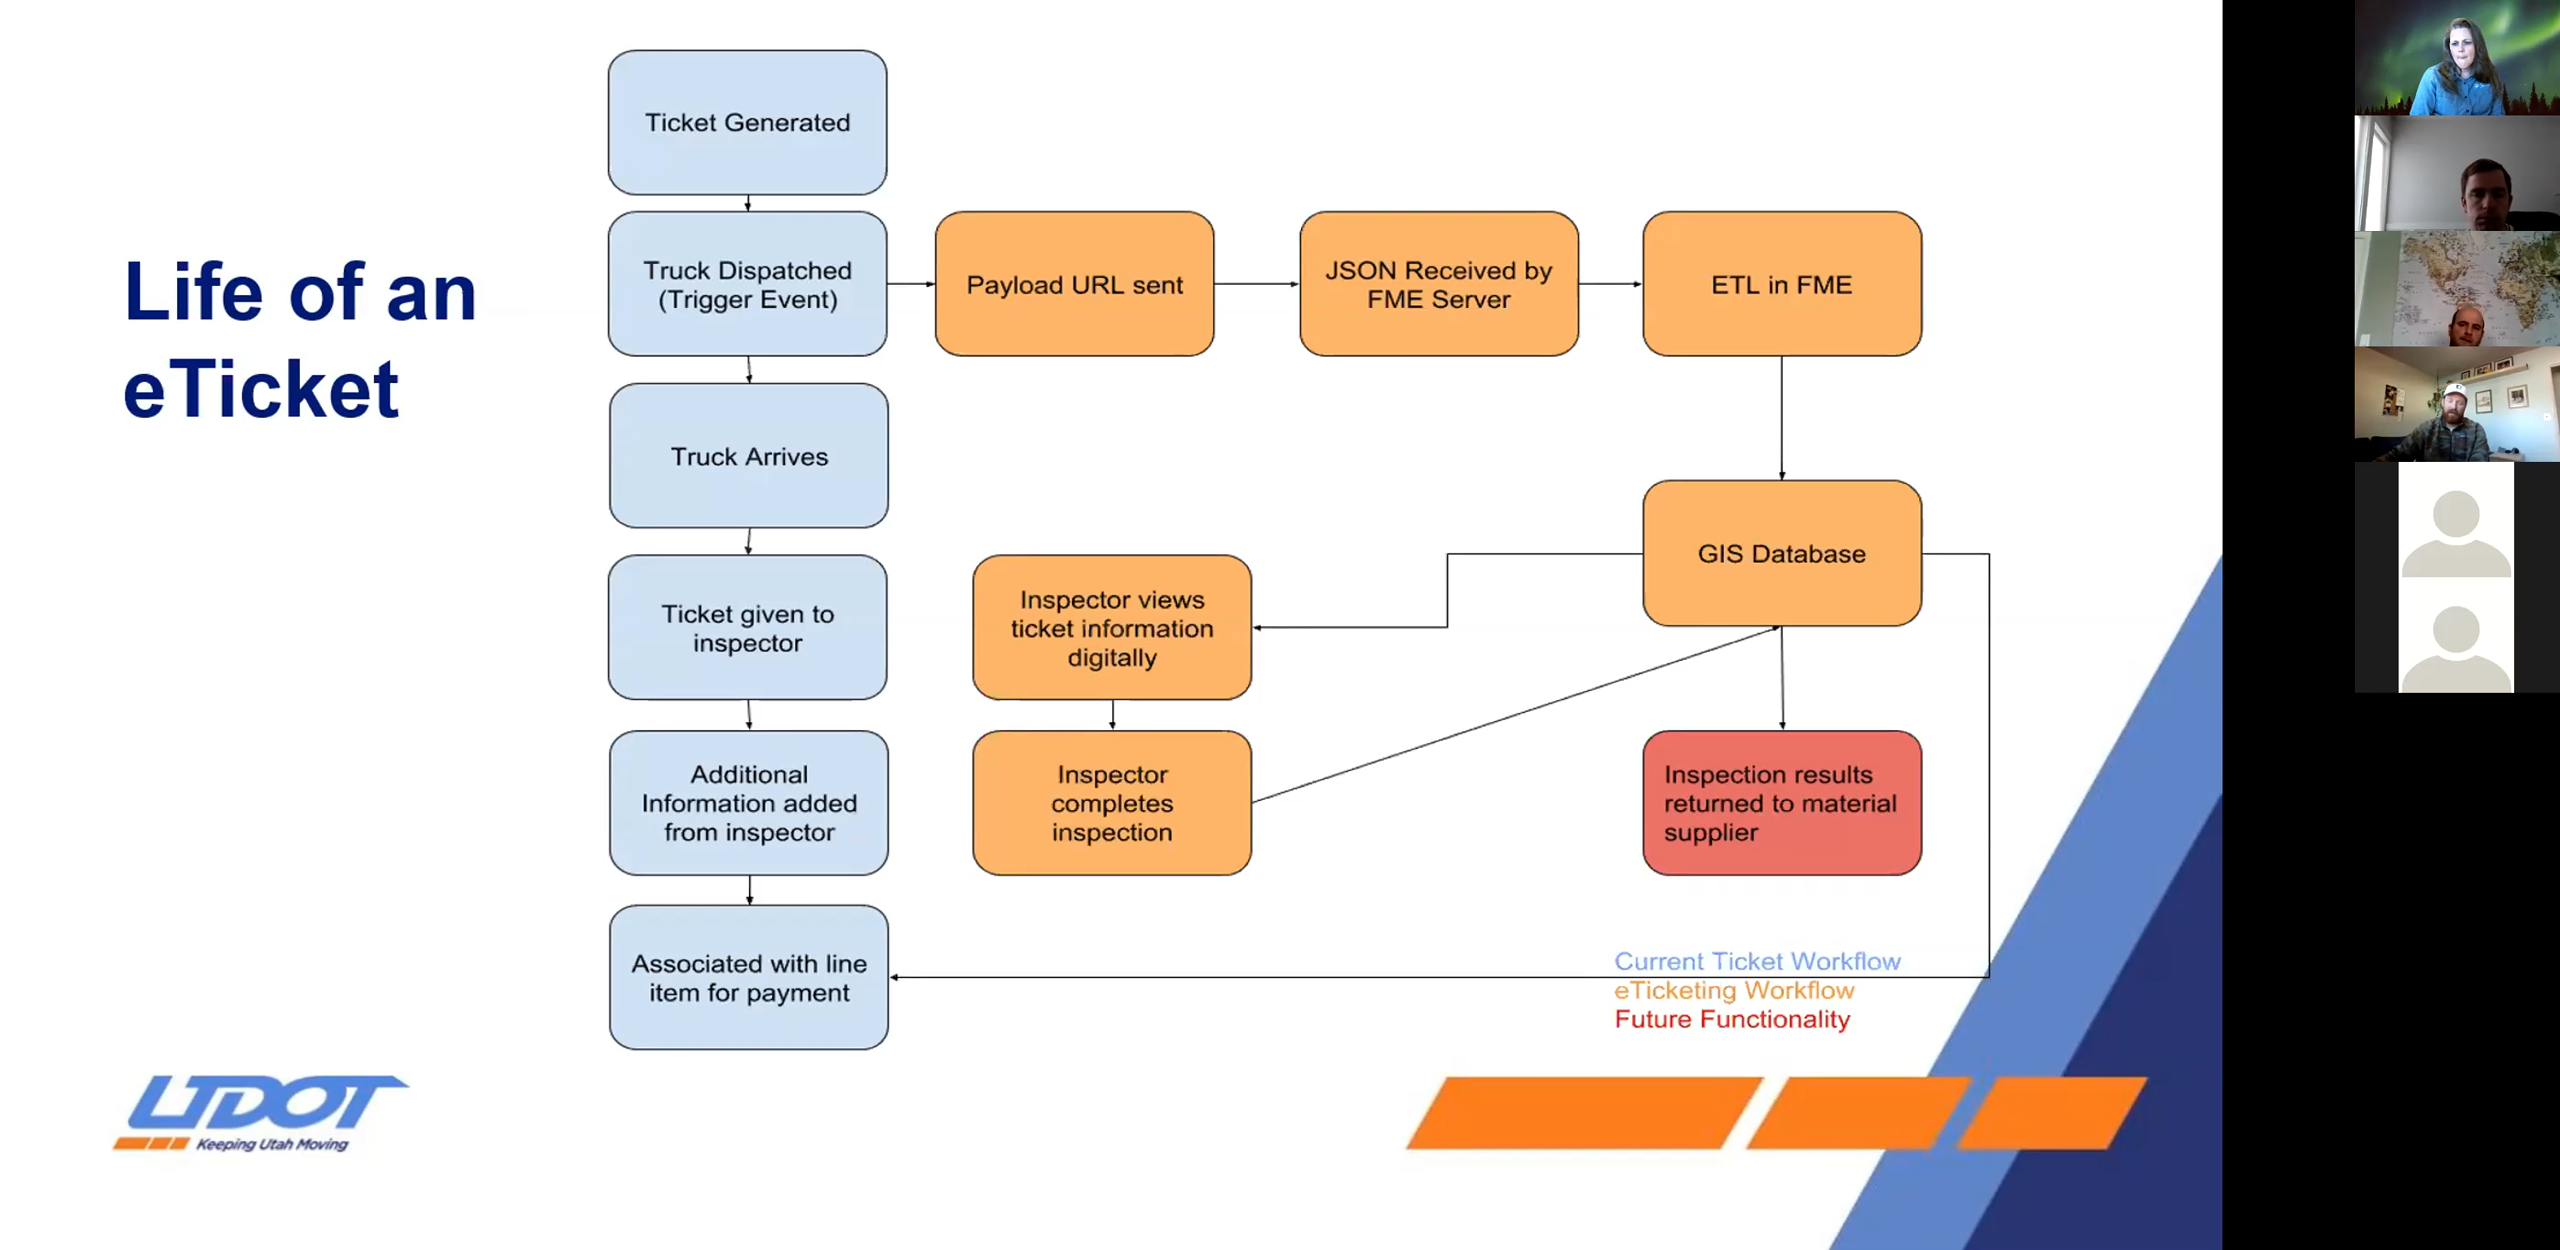 Life of an
eTicket
Ticket Generated
Truck Dispatched
(Trigger Event)
Payload URL sent
JSON Received by
FME Server
ETL in FME
Truck Arrives
GIS Database
Ticket given to
inspector
Inspector views
ticket information
digitally
Additional
Information added
from inspector
Inspector
completes
inspection
Inspection results
returned to material
supplier
Associated with line
item for payment
Current Ticket Workflow
eTicketing Workflow
Future Functionality
UDOT
Keeping Utah Moving